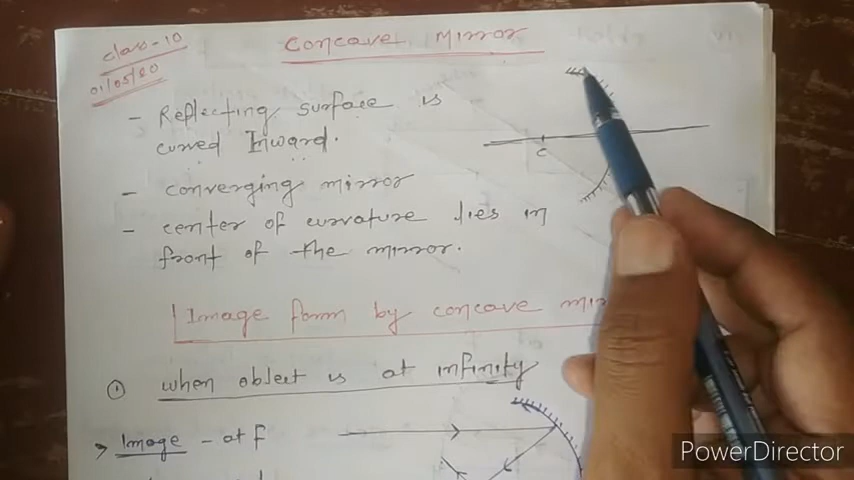 class-10
01/05/20
Concave Mirror
- Reflecting surface is
curved Inward.
- converging mirror
- center of curvature lies in
front of the mirror.
C
Image form by concave
① when object is at infinity
> Image - at f
PowerDirector